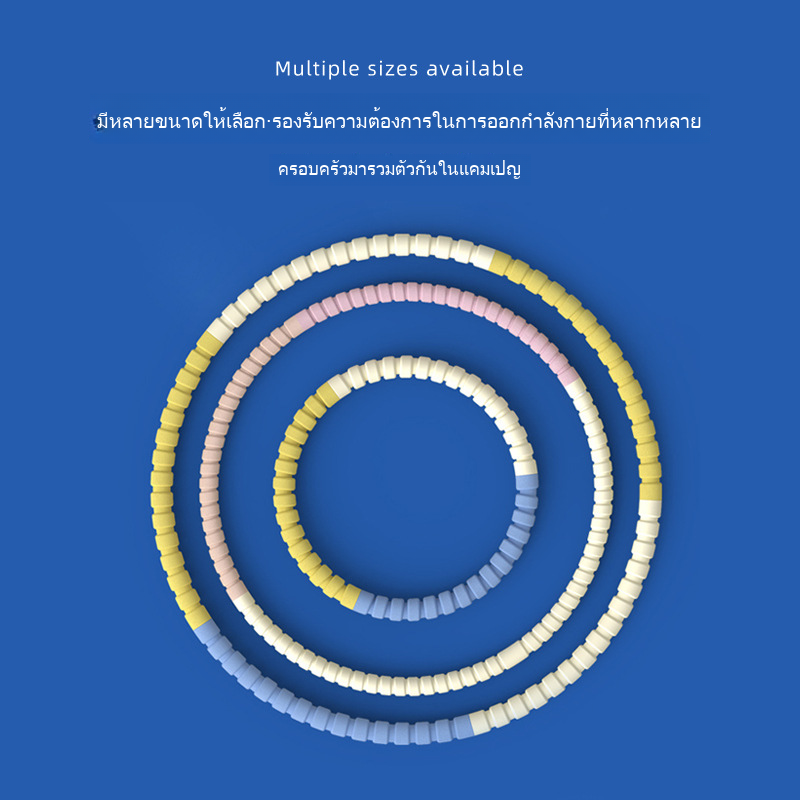 Multiple sizes available
มีหลายขนาดให้เลือก·รองรับความต้องการในการออกกำลังกายที่หลากหลาย
ครอบครัวมารวมตัวกันในแคมเปญ